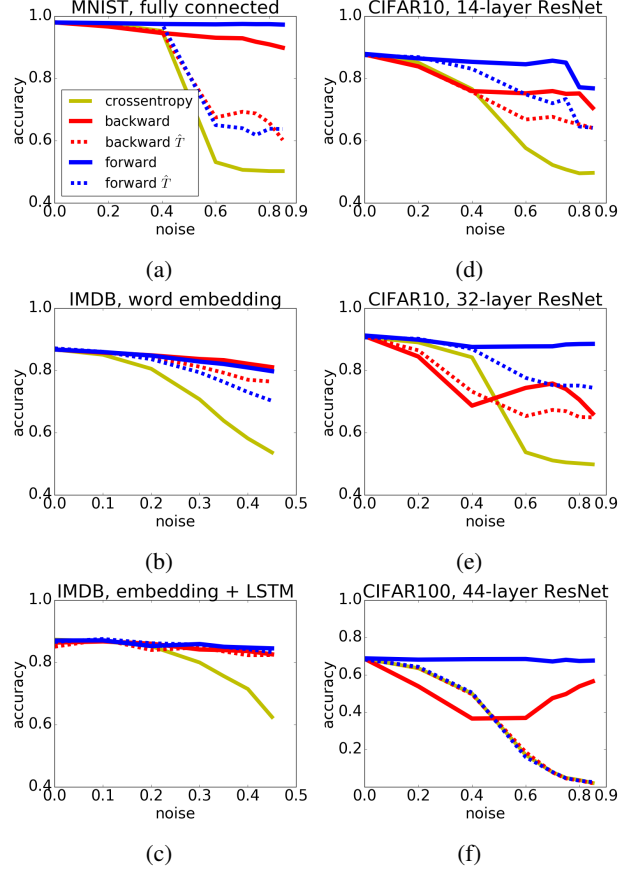 MNIST, fully connected
1.0
0.8
0.6
0.4
accuracy
crossentropy
backward
backward T̂
forward
forward T̂
0.0 0.2 0.4 0.6 0.8 0.9
noise
(a)
CIFAR10, 14-layer ResNet
1.0
0.8
0.6
0.4
accuracy
0.0 0.2 0.4 0.6 0.8 0.9
noise
(d)
IMDB, word embedding
1.0
0.8
0.6
0.4
accuracy
0.0 0.1 0.2 0.3 0.4 0.5
noise
(b)
CIFAR10, 32-layer ResNet
1.0
0.8
0.6
0.4
accuracy
0.0 0.2 0.4 0.6 0.8 0.9
noise
(e)
IMDB, embedding + LSTM
1.0
0.8
0.6
0.4
accuracy
0.0 0.1 0.2 0.3 0.4 0.5
noise
(c)
CIFAR100, 44-layer ResNet
1.0
0.8
0.6
0.4
0.2
accuracy
0.0 0.2 0.4 0.6 0.8 0.9
noise
(f)